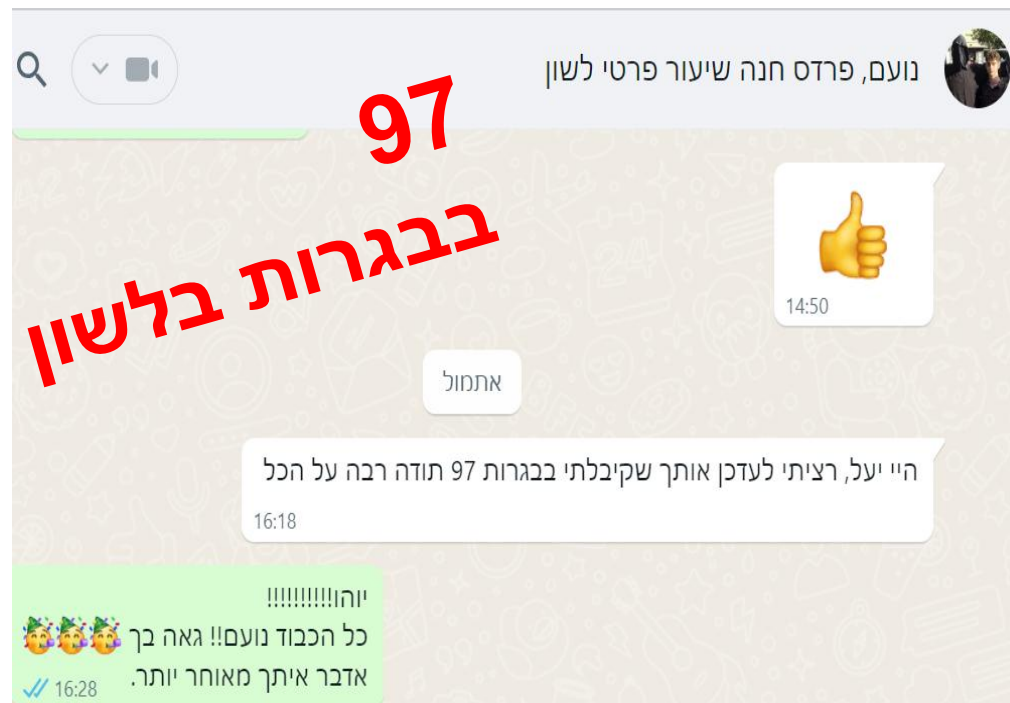 נועם, פרדס חנה שיעור פרטי לשון
97
בבגרות בלשון
14:50
אתמול
היי יעל, רציתי לעדכן אותך שקיבלתי בבגרות 97 תודה רבה על הכל
16:18
יוהו!!!!!!!!!!
כל הכבוד נועם!! גאה בך 🥳🥳🥳
אדבר איתך מאוחר יותר.
16:28